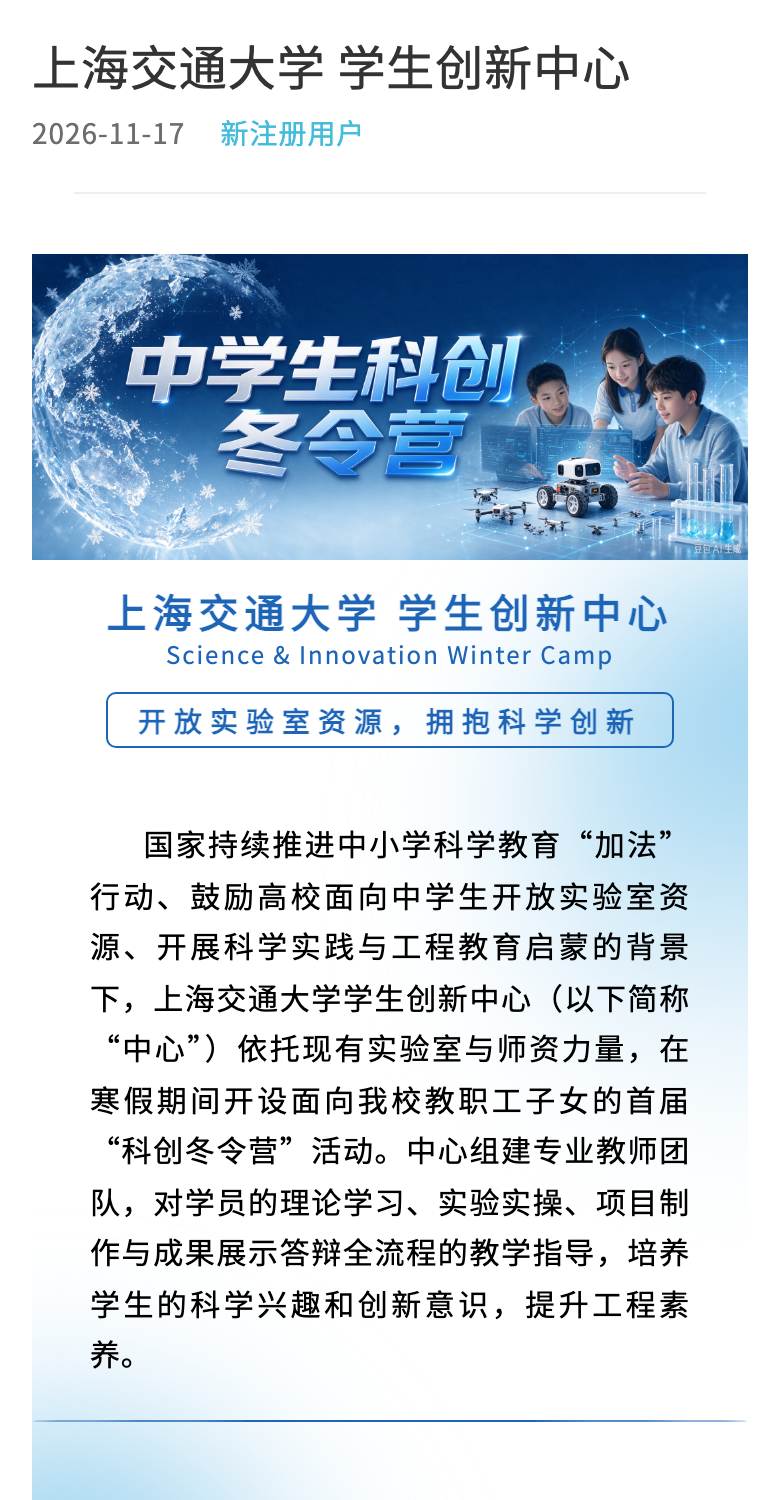 上海交通大学 学生创新中心
2026-11-17 新注册用户
中学生科创
冬令营
豆包AI生成
上海交通大学 学生创新中心
Science & Innovation Winter Camp
开放实验室资源，拥抱科学创新
国家持续推进中小学科学教育“加法”
行动、鼓励高校面向中学生开放实验室资
源、开展科学实践与工程教育启蒙的背景
下，上海交通大学学生创新中心（以下简称
“中心”）依托现有实验室与师资力量，在
寒假期间开设面向我校教职工子女的首届
“科创冬令营”活动。中心组建专业教师团
队，对学员的理论学习、实验实操、项目制
作与成果展示答辩全流程的教学指导，培养
学生的科学兴趣和创新意识，提升工程素
养。